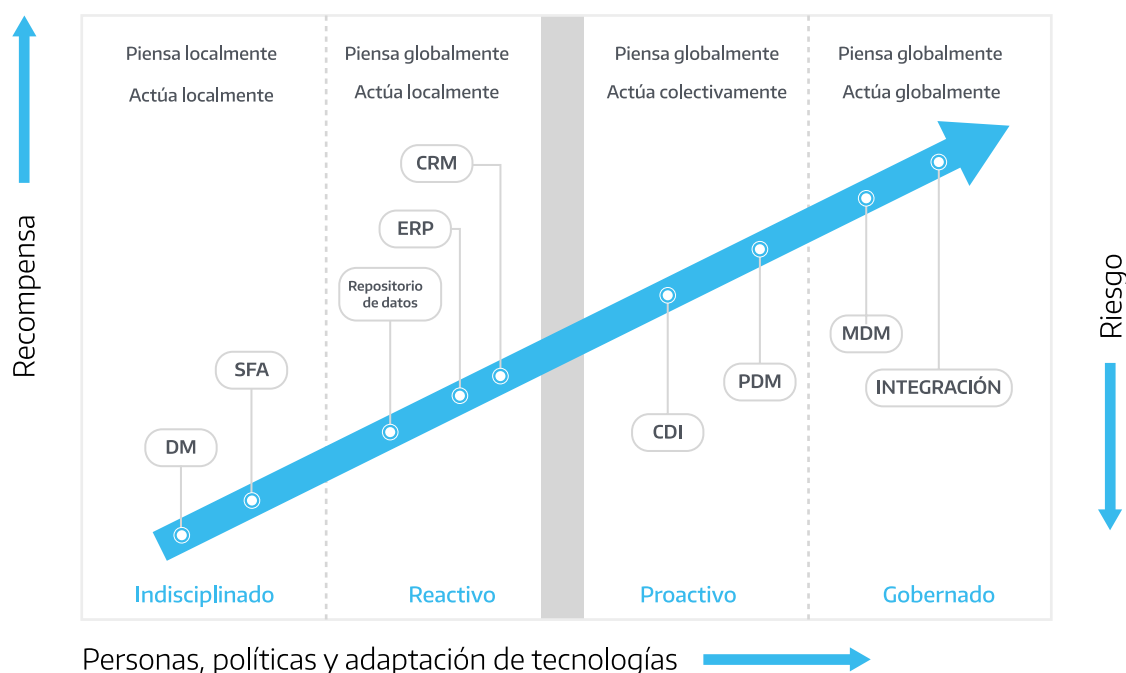 Piensa localmente
Actúa localmente
Piensa globalmente
Actúa localmente
Piensa globalmente
Actúa colectivamente
Piensa globalmente
Actúa globalmente
Recompensa
Riesgo
CRM
ERP
Repositorio
de datos
SFA
DM
CDI
PDM
MDM
INTEGRACIÓN
Indisciplinado
Reactivo
Proactivo
Gobernado
Personas, políticas y adaptación de tecnologías